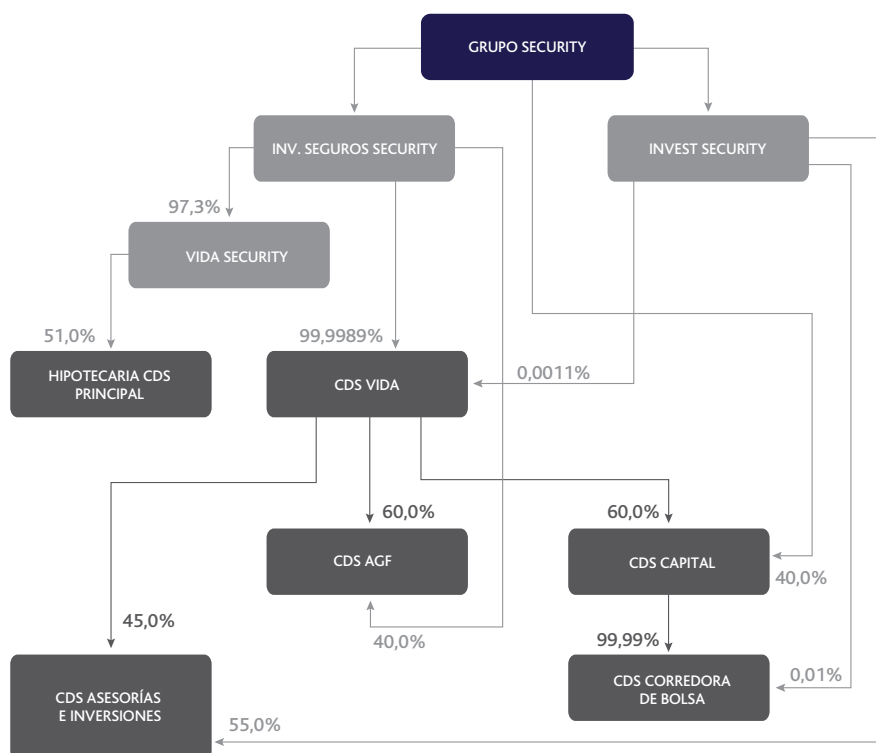 GRUPO SECURITY
INV. SEGUROS SECURITY
INVEST SECURITY
97,3%
VIDA SECURITY
51,0%
99,9989%
HIPOTECARIA CDS
PRINCIPAL
CDS VIDA
0,0011%
60,0%
60,0%
CDS AGF
CDS CAPITAL
40,0%
45,0%
40,0%
99,99%
CDS ASESORÍAS
E INVERSIONES
CDS CORREDORA
DE BOLSA
0,01%
55,0%